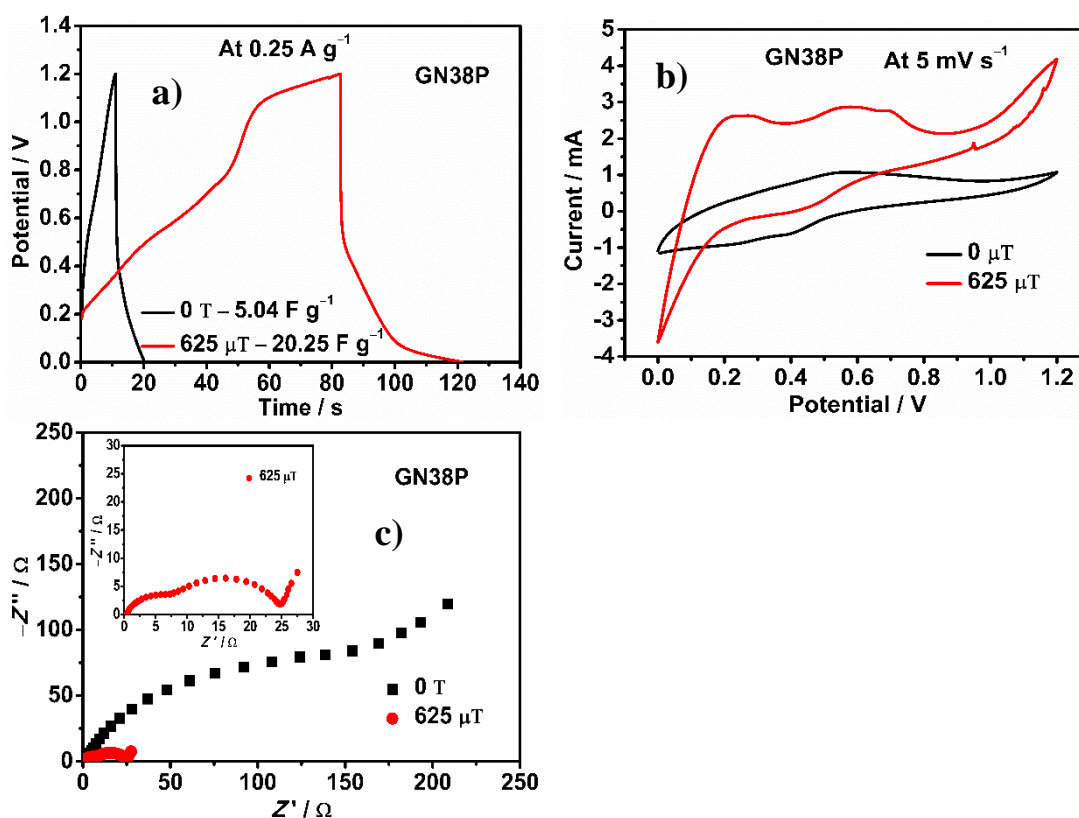 a)
At 0.25 A g⁻¹
GN38P
Potential / V
1.4
1.2
1.0
0.8
0.6
0.4
0.2
0.0
0 T – 5.04 F g⁻¹
625 μT – 20.25 F g⁻¹
0 20 40 60 80 100 120 140
Time / s
b)
GN38P At 5 mV s⁻¹
Current / mA
5
4
3
2
1
0
-1
-2
-3
-4
0 μT
625 μT
0.0 0.2 0.4 0.6 0.8 1.0 1.2
Potential / V
c)
GN38P
-Z'' / Ω
250
200
150
100
50
0
0 T
625 μT
0 50 100 150 200 250
Z' / Ω
-Z'' / Ω
30
25
20
15
10
5
0
625 μT
0 5 10 15 20 25 30
Z' / Ω